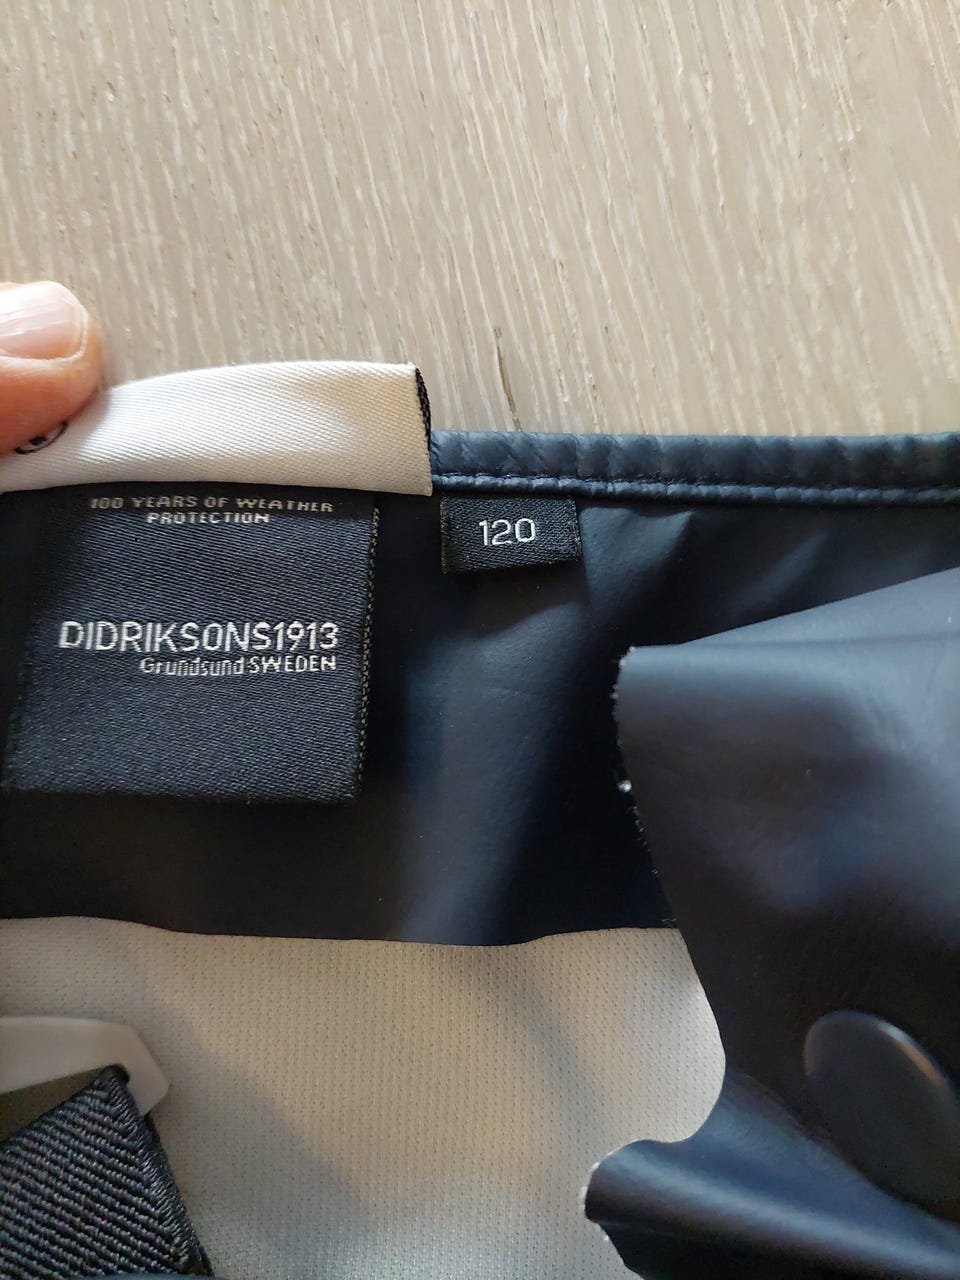 100 YEARS OF WEATHER
PROTECTION
120
DIDRIKSONS1913
Grundsund SWEDEN